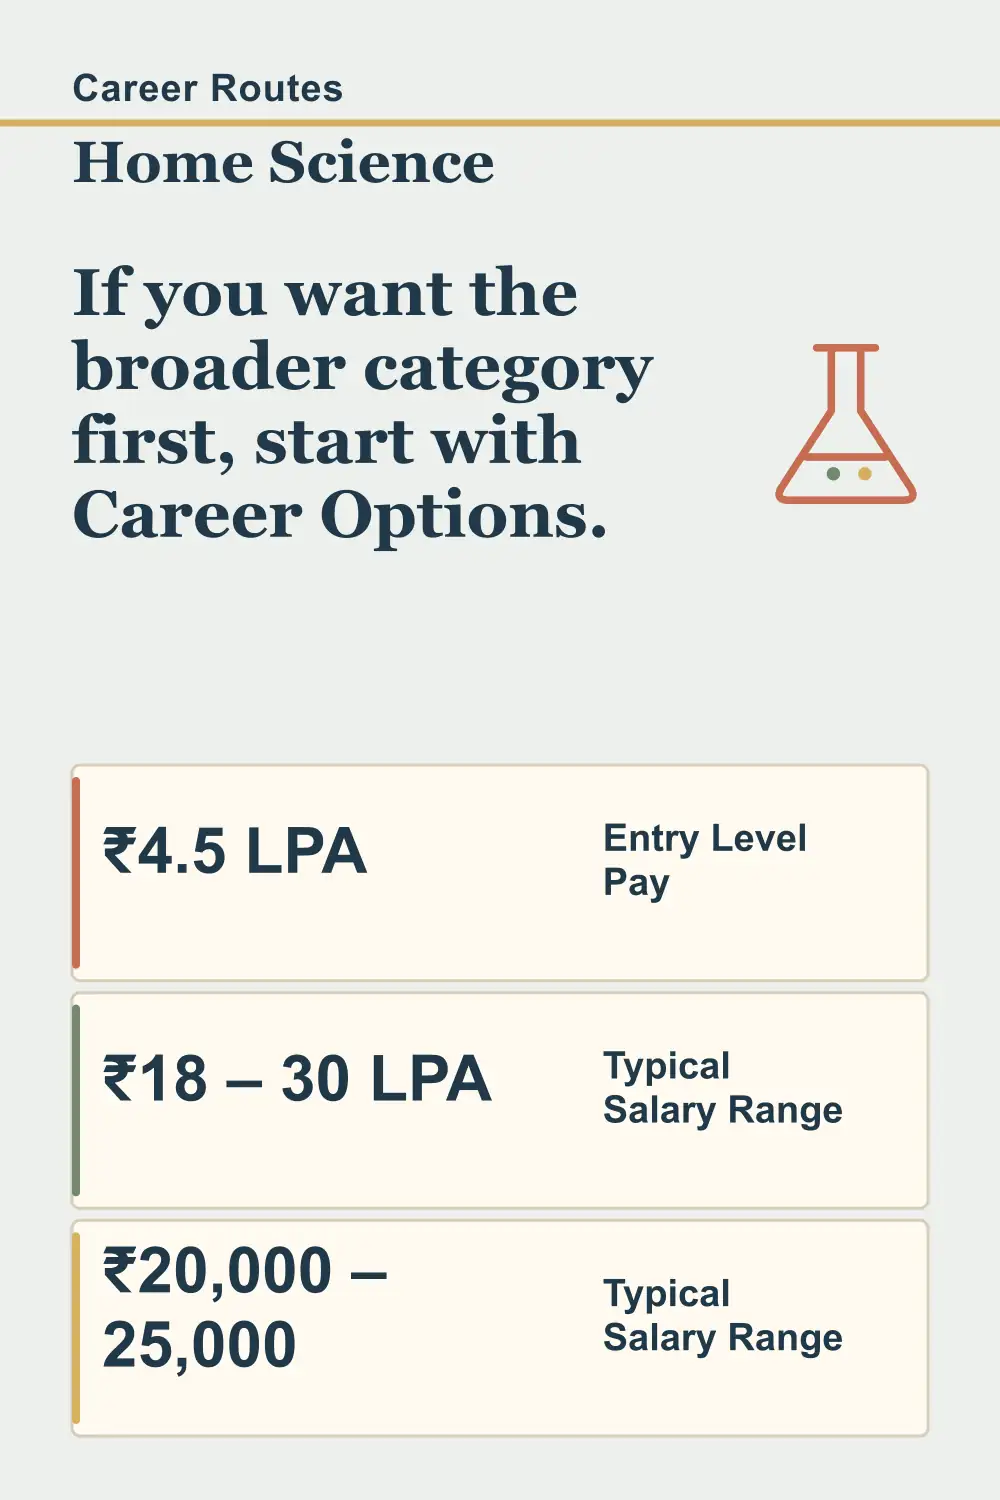 Career Routes
Home Science
If you want the
broader category
first, start with
Career Options.
₹4.5 LPA
Entry Level
Pay
₹18 – 30 LPA
Typical
Salary Range
₹20,000 –
25,000
Typical
Salary Range